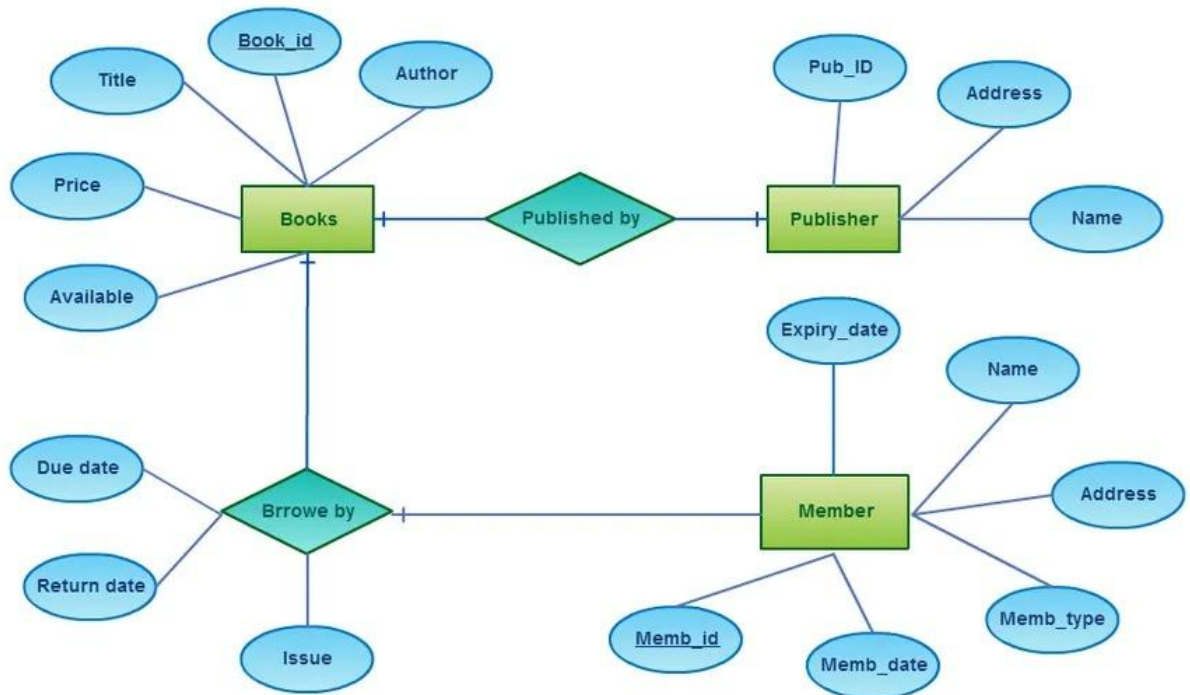 Book_id
Title
Author
Pub_ID
Address
Price
Books
Published by
Publisher
Name
Available
Expiry_date
Name
Due date
Brrowe by
Member
Address
Return date
Memb_type
Memb_id
Issue
Memb_date